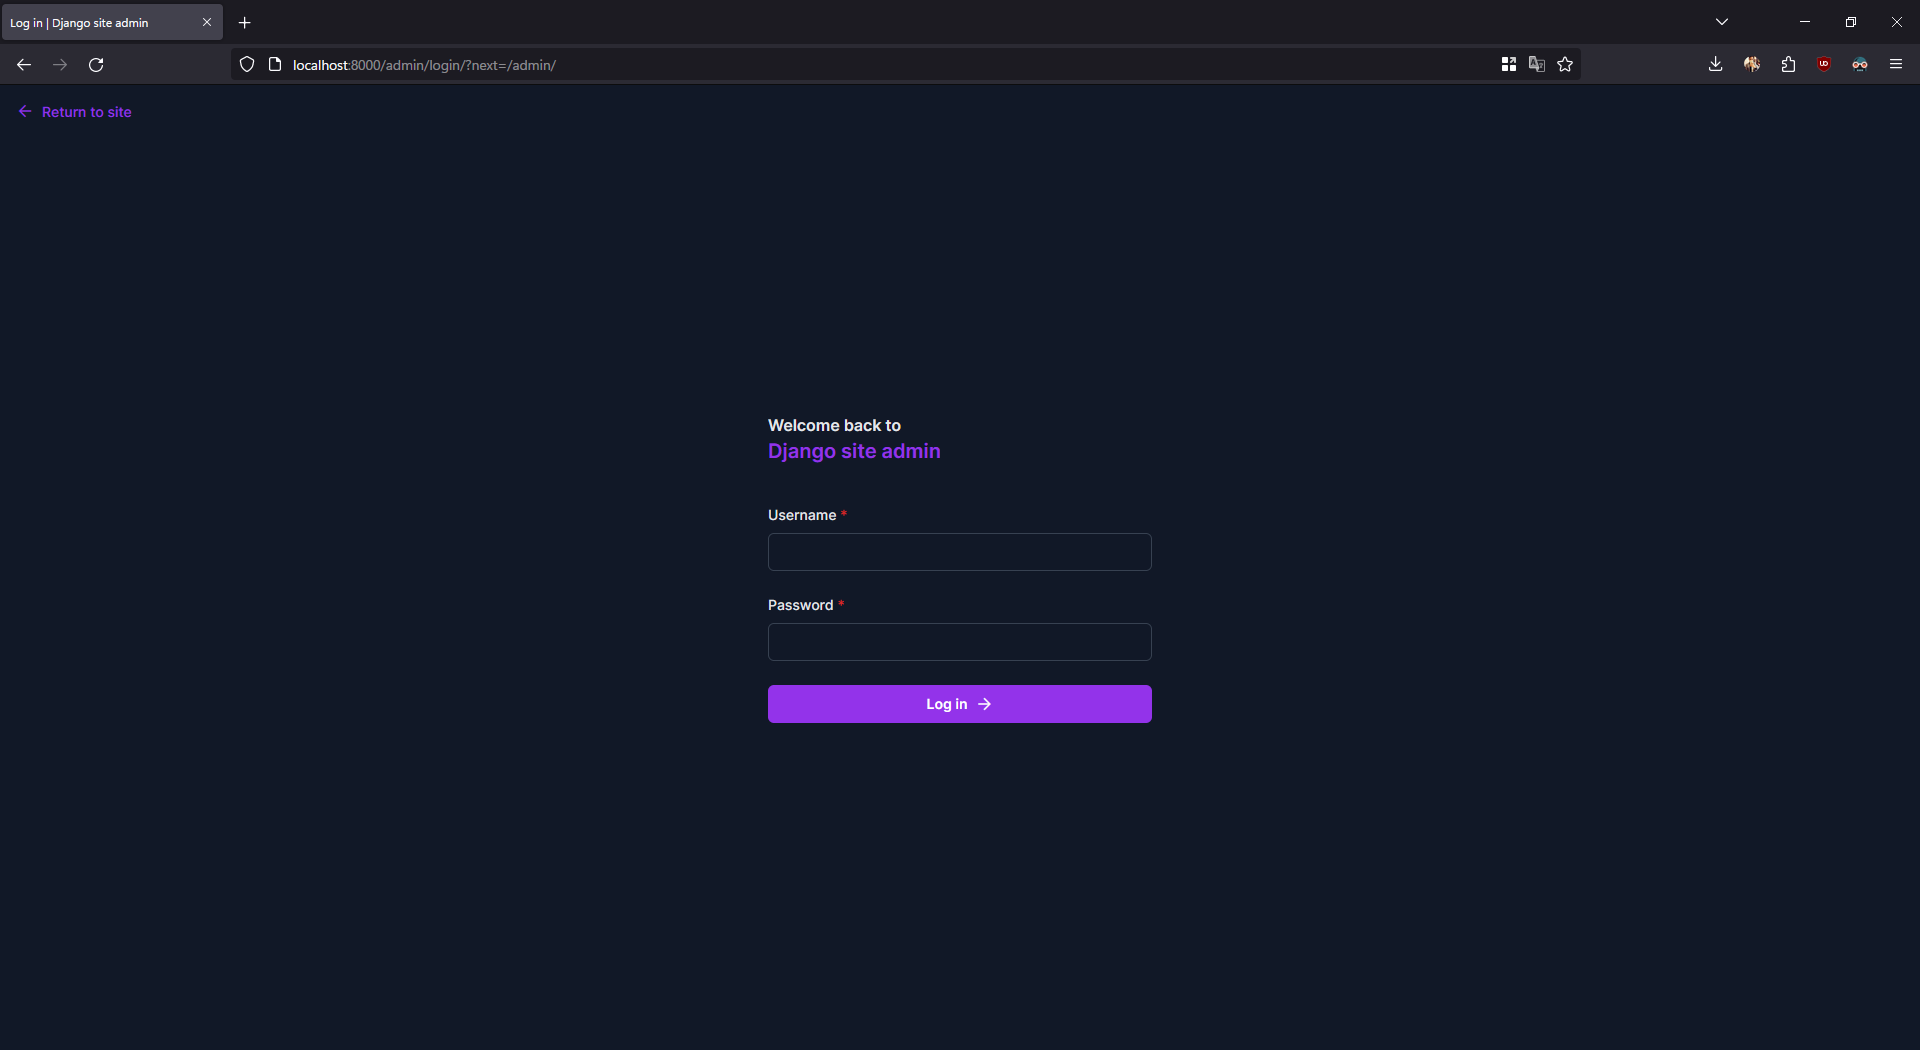 Log in | Django site admin
localhost:8000/admin/login/?next=/admin/
Return to site
Welcome back to
Django site admin
Username *
Password *
Log in